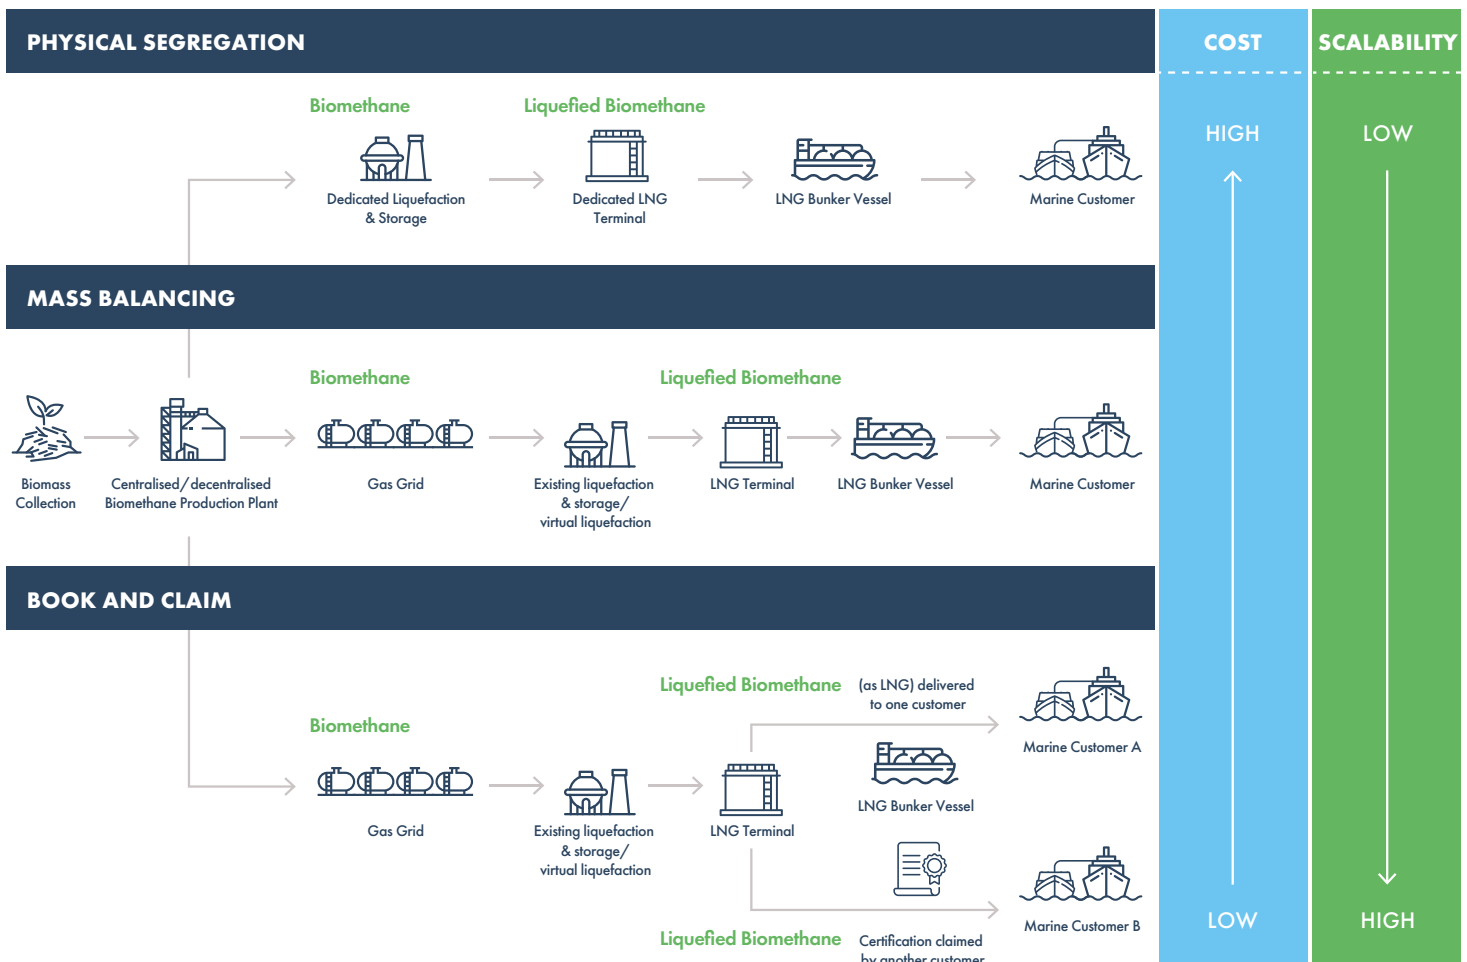 PHYSICAL SEGREGATION
COST
SCALABILITY
Biomethane
Liquefied Biomethane
HIGH
LOW
Dedicated Liquefaction
& Storage
Dedicated LNG
Terminal
LNG Bunker Vessel
Marine Customer
MASS BALANCING
Biomethane
Liquefied Biomethane
Biomass
Collection
Centralised/decentralised
Biomethane Production Plant
Gas Grid
Existing liquefaction
& storage/
virtual liquefaction
LNG Terminal
LNG Bunker Vessel
Marine Customer
BOOK AND CLAIM
Liquefied Biomethane
(as LNG) delivered
to one customer
Biomethane
Marine Customer A
LNG Bunker Vessel
Gas Grid
Existing liquefaction
& storage/
virtual liquefaction
LNG Terminal
Marine Customer B
LOW
HIGH
Liquefied Biomethane
Certification claimed
by another customer